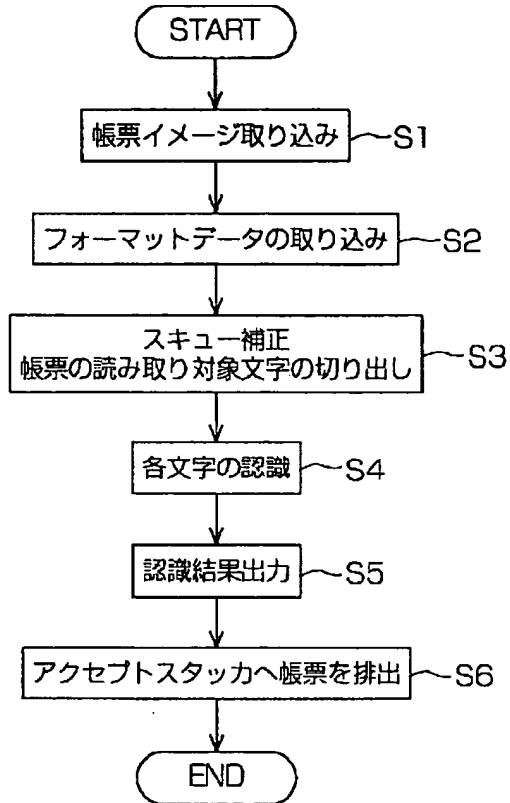 START
帳票イメージ取り込み S1
フォーマットデータの取り込み S2
スキュー補正
帳票の読み取り対象文字の切り出し S3
各文字の認識 S4
認識結果出力 S5
アクセプトスタッカへ帳票を排出 S6
END